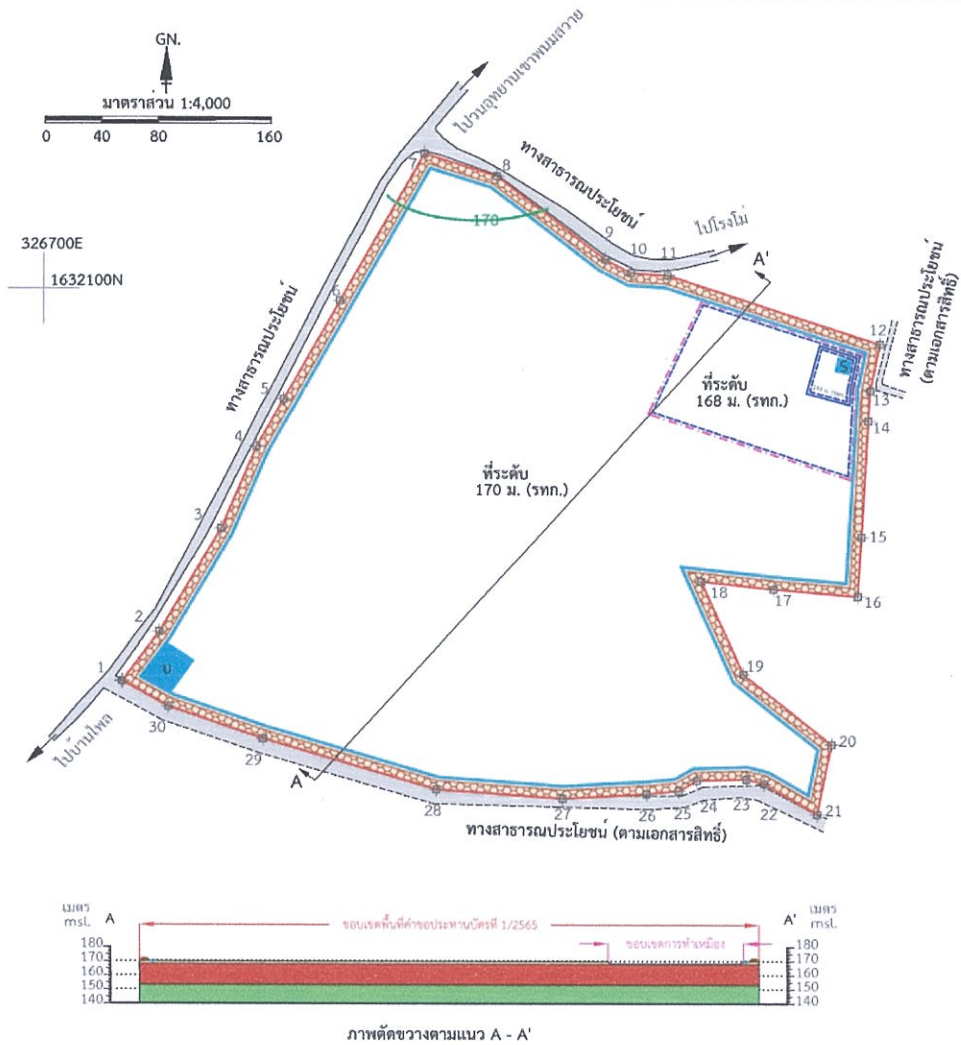 GN.
มาตราส่วน 1:4,000
0 40 80 160
326700E
1632100N
ไปวนอุทยานเขาพนมสวาย
ทางสาธารณประโยชน์
ไปโรงโม่
ทางสาธารณประโยชน์
(ตามเอกสารสิทธิ์)
ทางสาธารณประโยชน์
7
8
9
10
11
A'
12
170
6
13
14
S
ที่ระดับ
168 ม. (รทก.)
5
4
ที่ระดับ
170 ม. (รทก.)
3
15
18
17
16
2
19
1
U
30
20
29
ไปบ้านไพล
A
28
27
26
25
24
23
22
21
ทางสาธารณประโยชน์ (ตามเอกสารสิทธิ์)
เมตร
msl.
A
ขอบเขตพื้นที่คำขอประทานบัตรที่ 1/2565
A'
เมตร
msl.
ขอบเขตการทำเหมือง
180
170
160
150
140
180
170
160
150
140
ภาพตัดขวางตามแนว A - A'